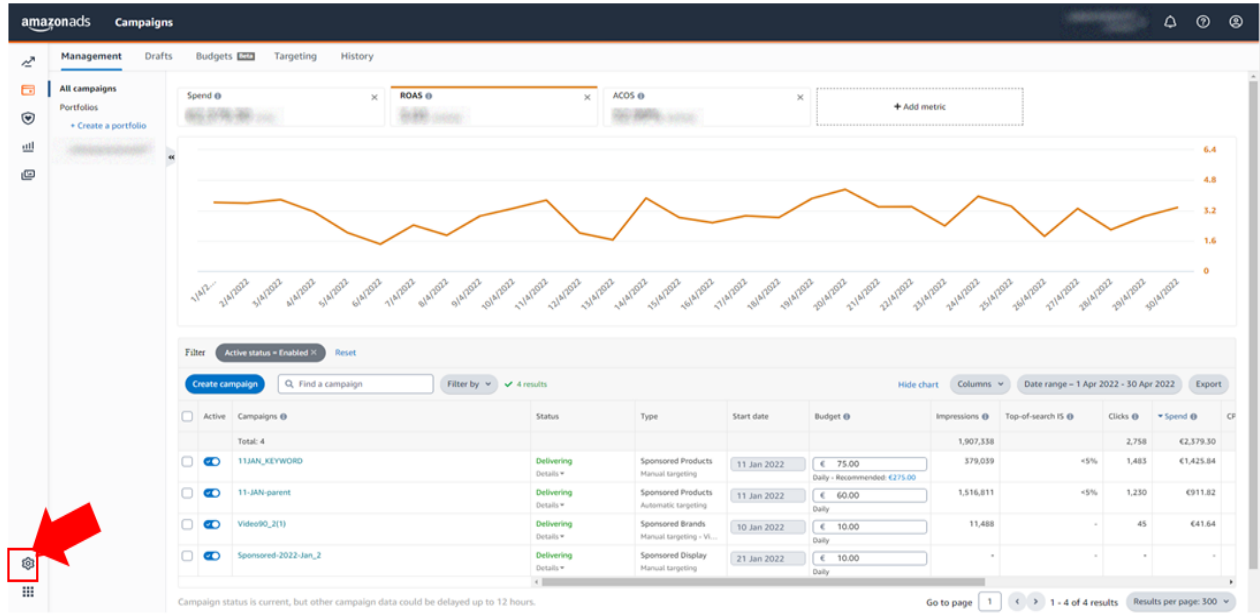 amazonads Campaigns
Management Drafts Budgets Beta Targeting History
All campaigns
Portfolios
+ Create a portfolio
Spend ROAS ACOS + Add metric
6.4
4.8
3.2
1.6
0
1/4/2... 2/4/2022 3/4/2022 4/4/2022 5/4/2022 6/4/2022 7/4/2022 8/4/2022 9/4/2022 10/4/2022 11/4/2022 12/4/2022 13/4/2022 14/4/2022 15/4/2022 16/4/2022 17/4/2022 18/4/2022 19/4/2022 20/4/2022 21/4/2022 22/4/2022 23/4/2022 24/4/2022 25/4/2022 26/4/2022 27/4/2022 28/4/2022 29/4/2022 30/4/2022
Filter Active status = Enabled × Reset
Create campaign Find a campaign Filter by 4 results Hide chart Columns Date range – 1 Apr 2022 - 30 Apr 2022 Export
Active Campaigns Status Type Start date Budget Impressions Top-of-search IS Clicks Spend CP
Total: 4 1,907,338 2,758 €2,379.30
11JAN_KEYWORD Delivering Sponsored Products 11 Jan 2022 € 75.00 379,039 <5% 1,483 €1,425.84
Details Manual targeting Daily - Recommended: €275.00
11-JAN-parent Delivering Sponsored Products 11 Jan 2022 € 60.00 1,516,811 <5% 1,230 €911.82
Details Automatic targeting Daily
Video90_2(1) Delivering Sponsored Brands 10 Jan 2022 € 10.00 11,488 - 45 €41.64
Details Manual targeting - Vi... Daily
Sponsored-2022-Jan_2 Delivering Sponsored Display 21 Jan 2022 € 10.00 - - - -
Details Manual targeting Daily
Campaign status is current, but other campaign data could be delayed up to 12 hours. Go to page 1 1 - 4 of 4 results Results per page: 300